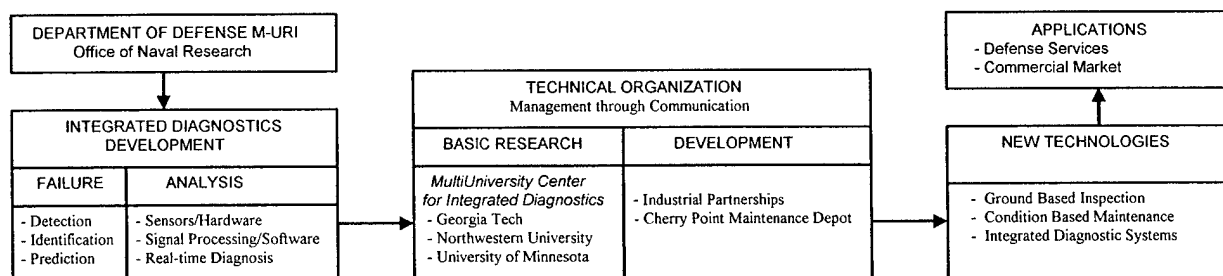 DEPARTMENT OF DEFENSE M-URI
Office of Naval Research
INTEGRATED DIAGNOSTICS
DEVELOPMENT
FAILURE
- Detection
- Identification
- Prediction
ANALYSIS
- Sensors/Hardware
- Signal Processing/Software
- Real-time Diagnosis
TECHNICAL ORGANIZATION
Management through Communication
BASIC RESEARCH
MultiUniversity Center
for Integrated Diagnostics
- Georgia Tech
- Northwestern University
- University of Minnesota
DEVELOPMENT
- Industrial Partnerships
- Cherry Point Maintenance Depot
NEW TECHNOLOGIES
- Ground Based Inspection
- Condition Based Maintenance
- Integrated Diagnostic Systems
APPLICATIONS
- Defense Services
- Commercial Market